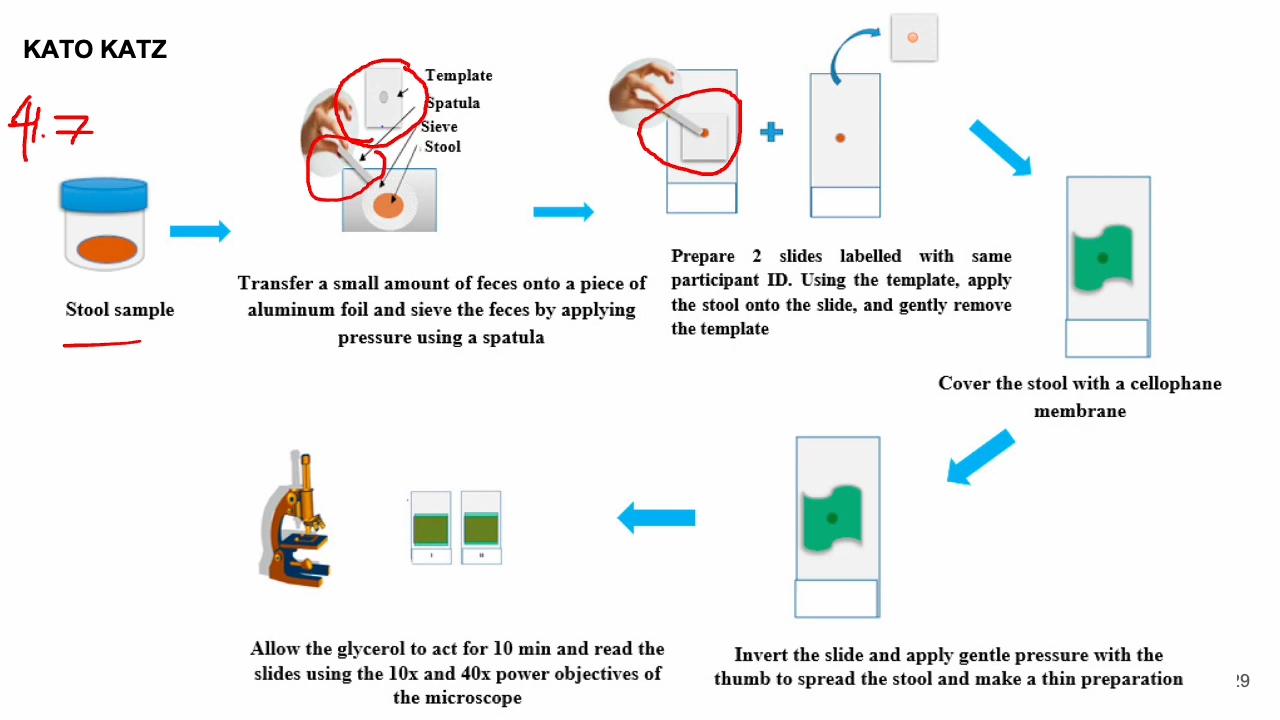 KATO KATZ
41.7
Template
Spatula
Sieve
Stool
Stool sample
Transfer a small amount of feces onto a piece of
aluminum foil and sieve the feces by applying
pressure using a spatula
Prepare 2 slides labelled with same
participant ID. Using the template, apply
the stool onto the slide, and gently remove
the template
Cover the stool with a cellophane
membrane
Invert the slide and apply gentle pressure with the
thumb to spread the stool and make a thin preparation
I
II
Allow the glycerol to act for 10 min and read the
slides using the 10x and 40x power objectives of
the microscope
29